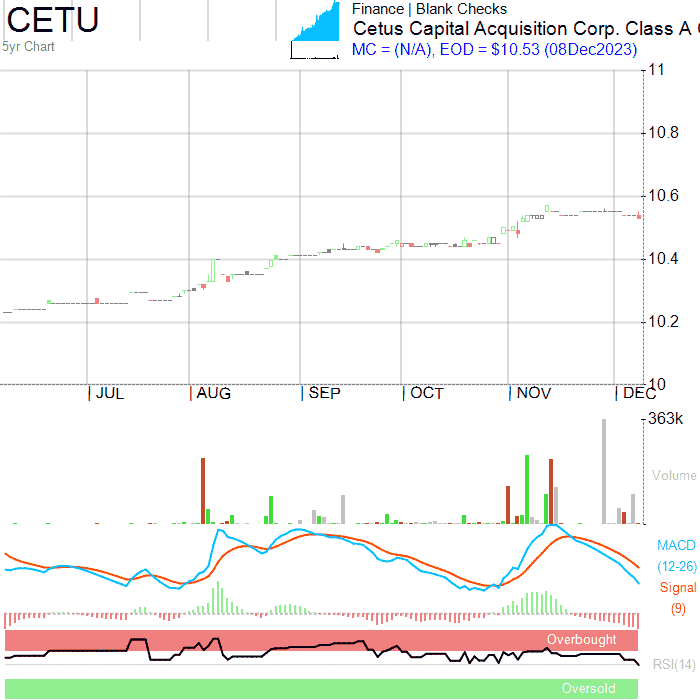 CETU
5yr Chart
Finance | Blank Checks
Cetus Capital Acquisition Corp. Class A
MC = (N/A), EOD = $10.53 (08Dec2023)
11
10.8
10.6
10.4
10.2
10
JUL
AUG
SEP
OCT
NOV
DEC
363k
Volume
MACD
(12-26)
Signal
(9)
Overbought
RSI(14)
Oversold